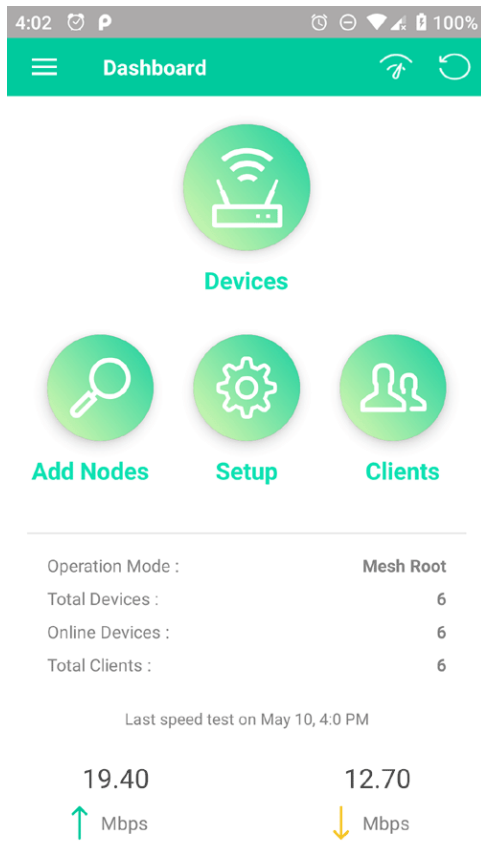 4:02 100%
Dashboard
Devices
Add Nodes Setup Clients
Operation Mode : Mesh Root
Total Devices : 6
Online Devices : 6
Total Clients : 6
Last speed test on May 10, 4:0 PM
19.40 12.70
Mbps Mbps